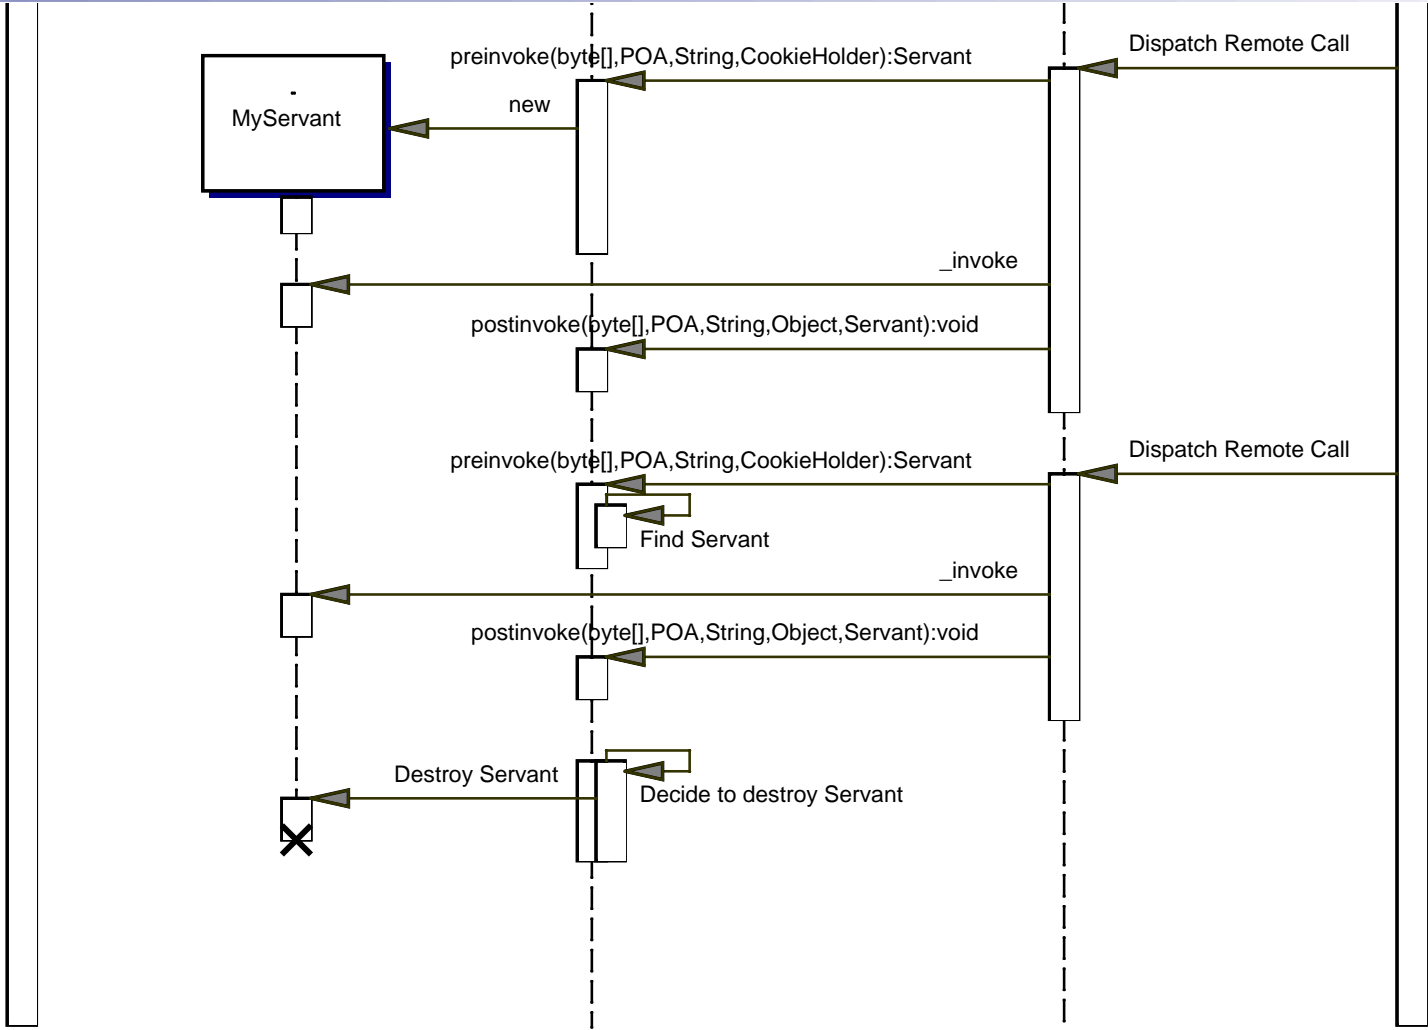 Dispatch Remote Call
preinvoke(byte[],POA,String,CookieHolder):Servant
new
-
MyServant
_invoke
postinvoke(byte[],POA,String,Object,Servant):void
Dispatch Remote Call
preinvoke(byte[],POA,String,CookieHolder):Servant
Find Servant
_invoke
postinvoke(byte[],POA,String,Object,Servant):void
Destroy Servant
Decide to destroy Servant